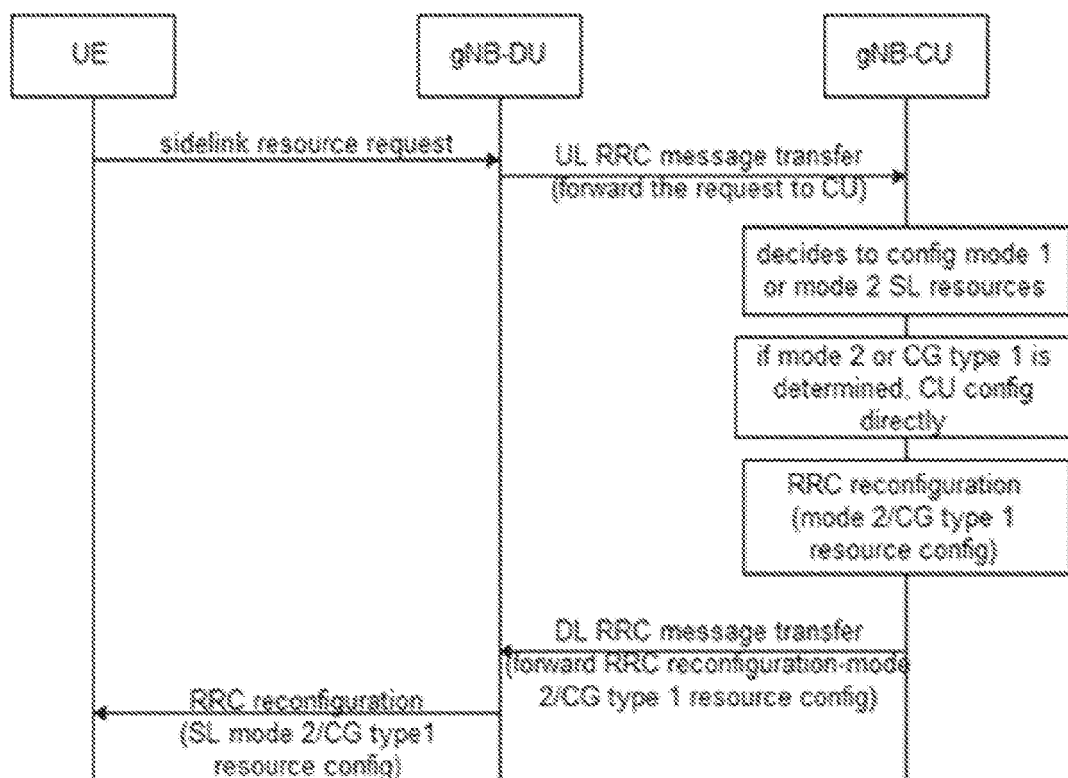 UE
gNB-DU
gNB-CU
sidelink resource request
UL RRC message transfer
(forward the request to CU)
decides to config mode 1
or mode 2 SL resources
if mode 2 or CG type 1 is
determined, CU config
directly
RRC reconfiguration
(mode 2/CG type 1
resource config)
DL RRC message transfer
(forward RRC reconfiguration-mode
2/CG type 1 resource config)
RRC reconfiguration
(SL mode 2/CG type1
resource config)